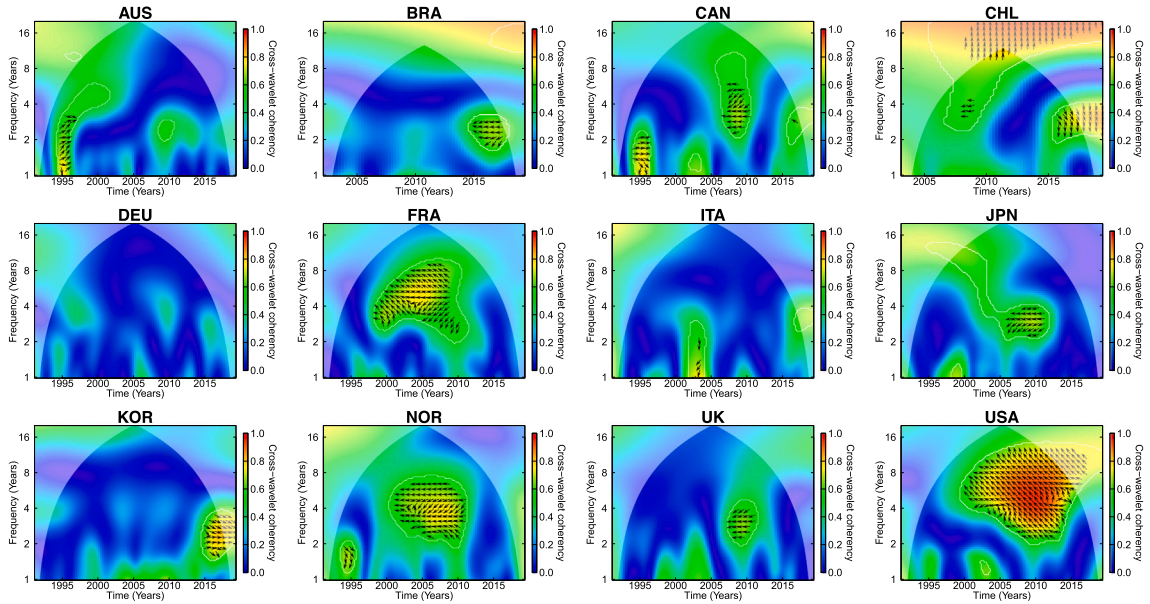 AUS BRA CAN CHL
Frequency (Years) 16 8 4 2 1 1995 2000 2005 2010 2015 Time (Years) 1.0 0.8 0.6 0.4 0.2 0.0 Cross−wavelet coherency
Frequency (Years) 16 8 4 2 1 2005 2010 2015 Time (Years) 1.0 0.8 0.6 0.4 0.2 0.0 Cross−wavelet coherency
Frequency (Years) 16 8 4 2 1 1995 2000 2005 2010 2015 Time (Years) 1.0 0.8 0.6 0.4 0.2 0.0 Cross−wavelet coherency
Frequency (Years) 16 8 4 2 1 2005 2010 2015 Time (Years) 1.0 0.8 0.6 0.4 0.2 0.0 Cross−wavelet coherency
DEU FRA ITA JPN
Frequency (Years) 16 8 4 2 1 1995 2000 2005 2010 2015 Time (Years) 1.0 0.8 0.6 0.4 0.2 0.0 Cross−wavelet coherency
Frequency (Years) 16 8 4 2 1 1995 2000 2005 2010 2015 Time (Years) 1.0 0.8 0.6 0.4 0.2 0.0 Cross−wavelet coherency
Frequency (Years) 16 8 4 2 1 1995 2000 2005 2010 2015 Time (Years) 1.0 0.8 0.6 0.4 0.2 0.0 Cross−wavelet coherency
Frequency (Years) 16 8 4 2 1 1995 2000 2005 2010 2015 Time (Years) 1.0 0.8 0.6 0.4 0.2 0.0 Cross−wavelet coherency
KOR NOR UK USA
Frequency (Years) 16 8 4 2 1 1995 2000 2005 2010 2015 Time (Years) 1.0 0.8 0.6 0.4 0.2 0.0 Cross−wavelet coherency
Frequency (Years) 16 8 4 2 1 1995 2000 2005 2010 2015 Time (Years) 1.0 0.8 0.6 0.4 0.2 0.0 Cross−wavelet coherency
Frequency (Years) 16 8 4 2 1 1995 2000 2005 2010 2015 Time (Years) 1.0 0.8 0.6 0.4 0.2 0.0 Cross−wavelet coherency
Frequency (Years) 16 8 4 2 1 1995 2000 2005 2010 2015 Time (Years) 1.0 0.8 0.6 0.4 0.2 0.0 Cross−wavelet coherency